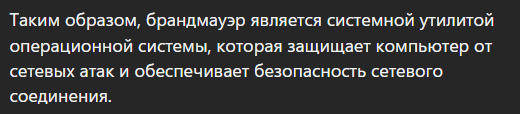 Таким образом, брандмауэр является системной утилитой
операционной системы, которая защищает компьютер от
сетевых атак и обеспечивает безопасность сетевого
соединения.